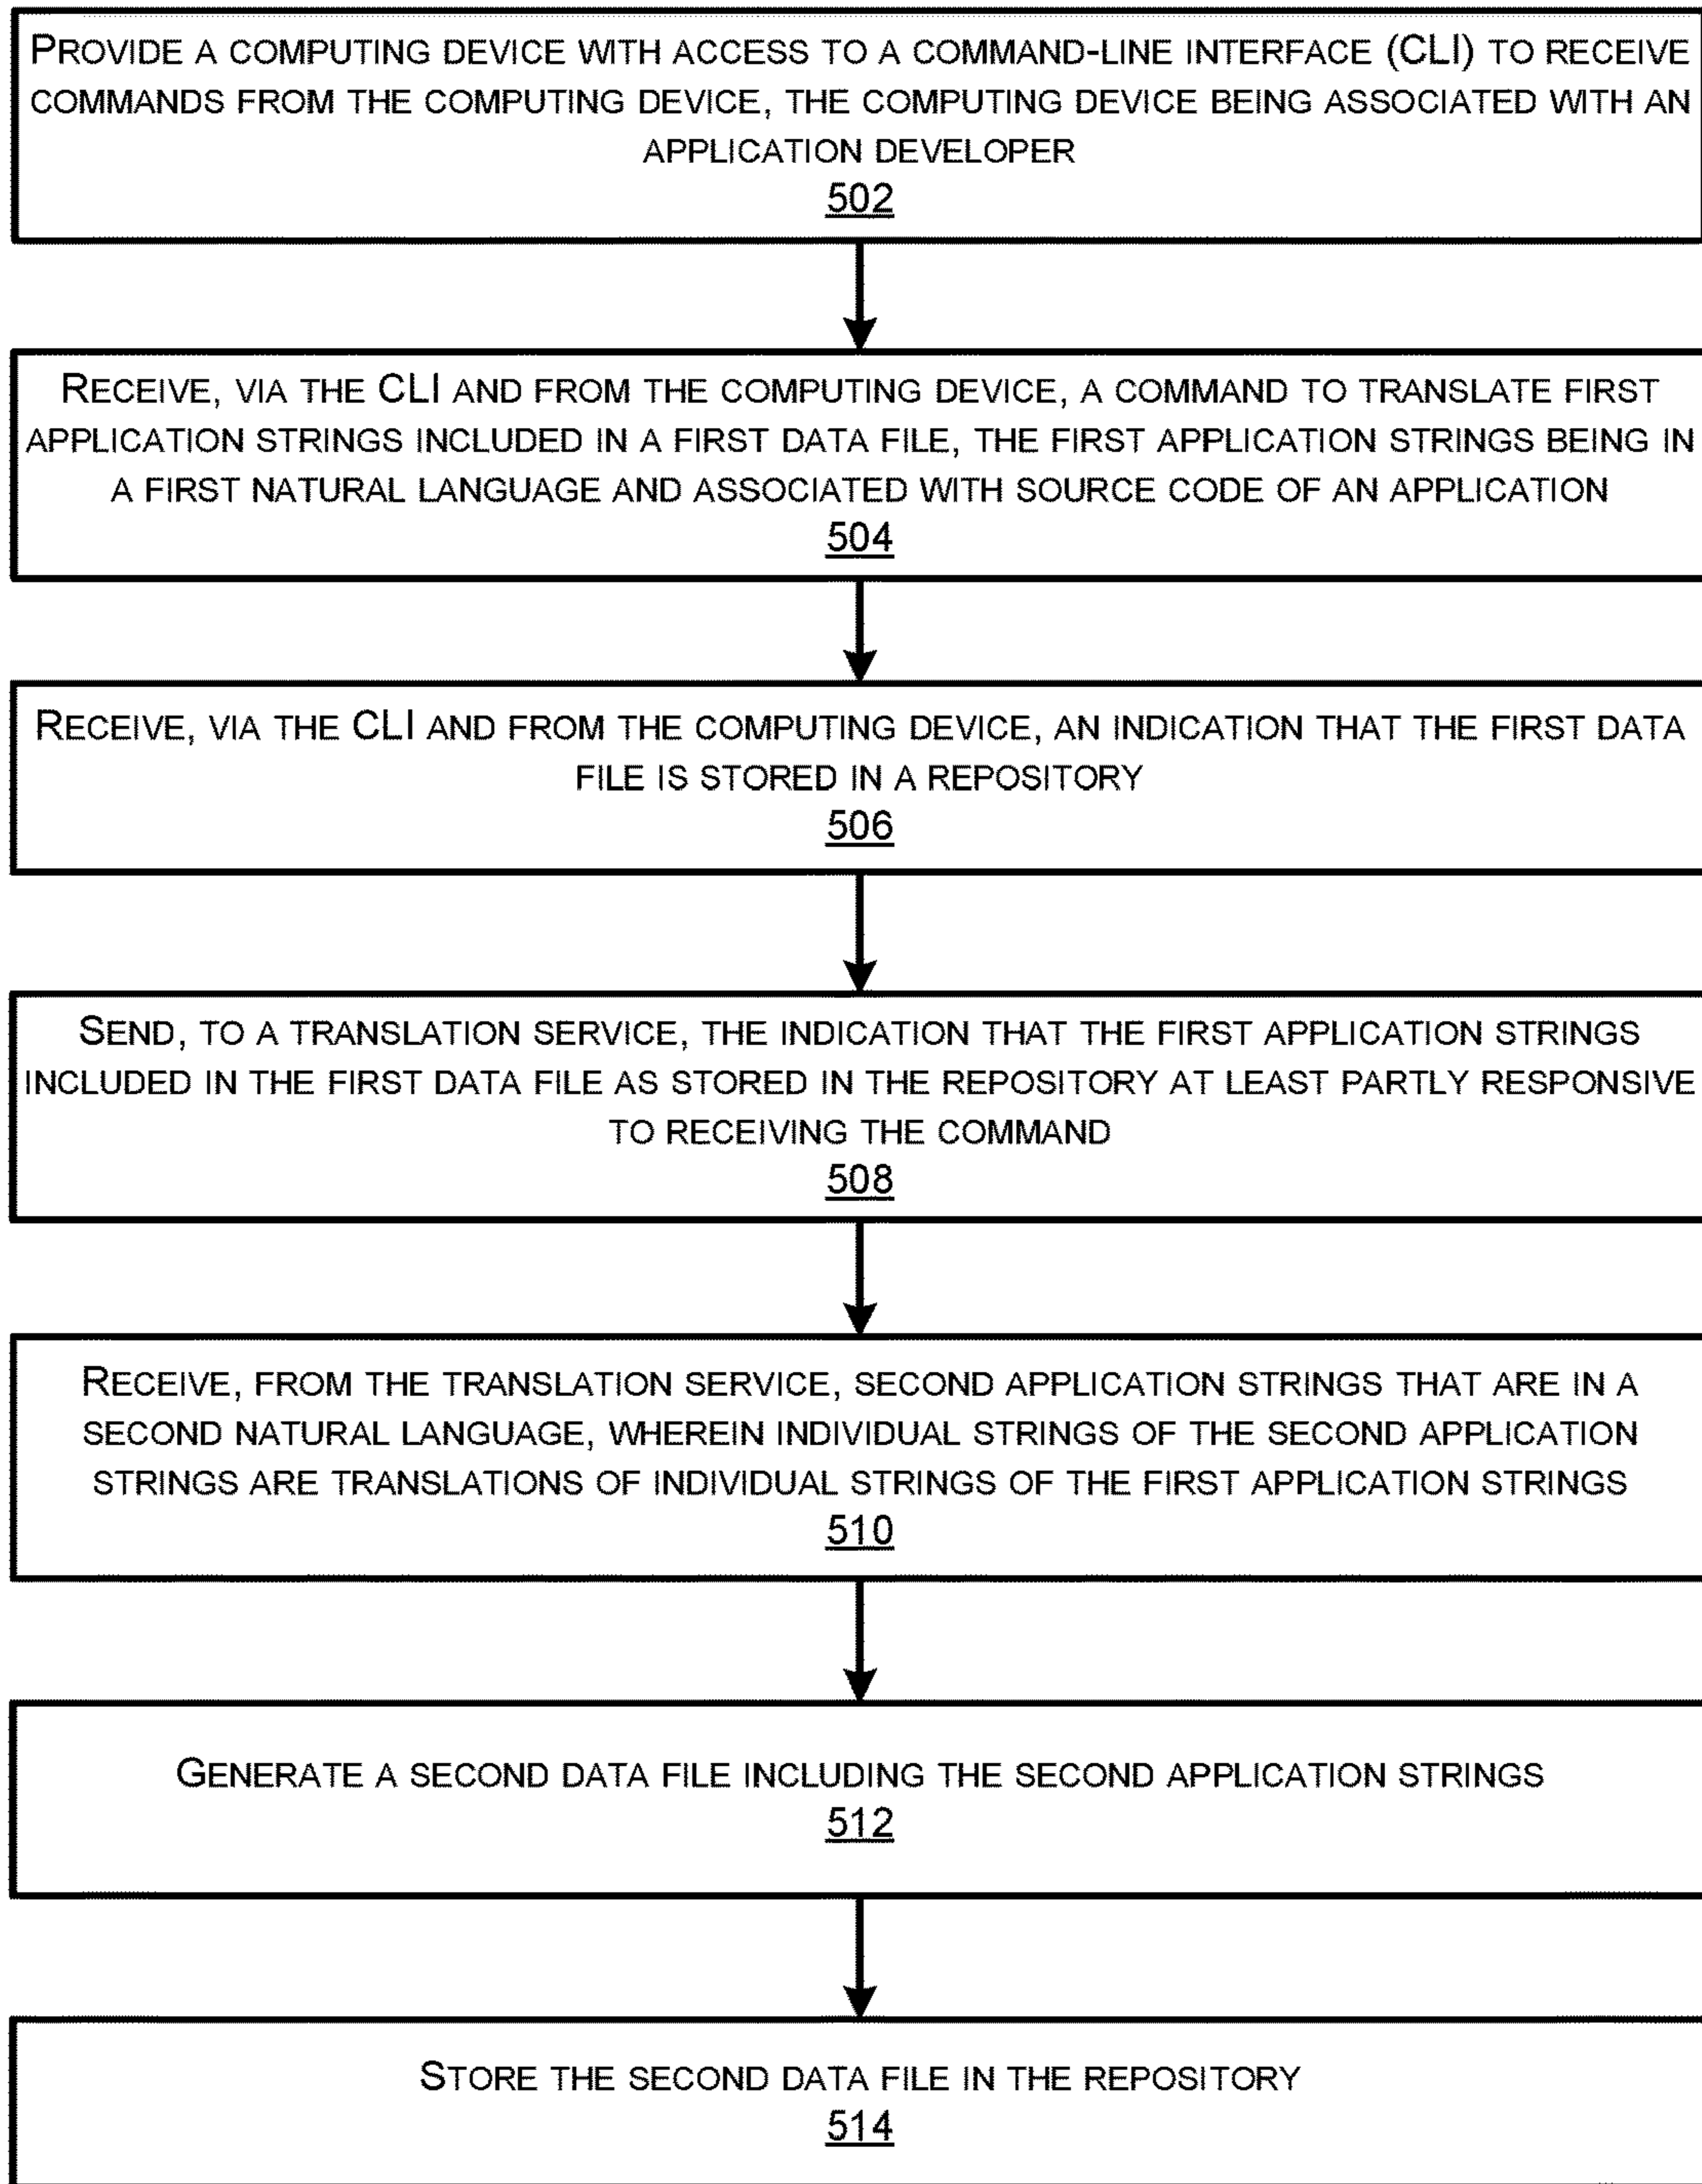 PROVIDE A COMPUTING DEVICE WITH ACCESS TO A COMMAND-LINE INTERFACE (CLI) TO RECEIVE
COMMANDS FROM THE COMPUTING DEVICE, THE COMPUTING DEVICE BEING ASSOCIATED WITH AN
APPLICATION DEVELOPER
502
RECEIVE, VIA THE CLI AND FROM THE COMPUTING DEVICE, A COMMAND TO TRANSLATE FIRST
APPLICATION STRINGS INCLUDED IN A FIRST DATA FILE, THE FIRST APPLICATION STRINGS BEING IN
A FIRST NATURAL LANGUAGE AND ASSOCIATED WITH SOURCE CODE OF AN APPLICATION
504
RECEIVE, VIA THE CLI AND FROM THE COMPUTING DEVICE, AN INDICATION THAT THE FIRST DATA
FILE IS STORED IN A REPOSITORY
506
SEND, TO A TRANSLATION SERVICE, THE INDICATION THAT THE FIRST APPLICATION STRINGS
INCLUDED IN THE FIRST DATA FILE AS STORED IN THE REPOSITORY AT LEAST PARTLY RESPONSIVE
TO RECEIVING THE COMMAND
508
RECEIVE, FROM THE TRANSLATION SERVICE, SECOND APPLICATION STRINGS THAT ARE IN A
SECOND NATURAL LANGUAGE, WHEREIN INDIVIDUAL STRINGS OF THE SECOND APPLICATION
STRINGS ARE TRANSLATIONS OF INDIVIDUAL STRINGS OF THE FIRST APPLICATION STRINGS
510
GENERATE A SECOND DATA FILE INCLUDING THE SECOND APPLICATION STRINGS
512
STORE THE SECOND DATA FILE IN THE REPOSITORY
514